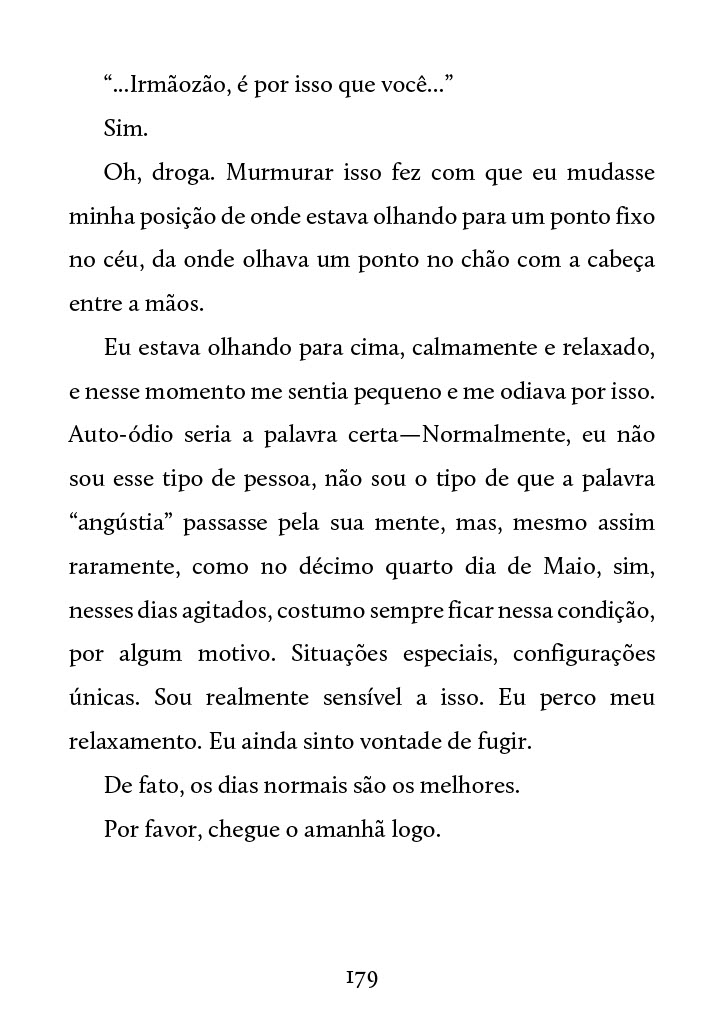 “...Irmãozão, é por isso que você...”
Sim.
Oh, droga. Murmurar isso fez com que eu mudasse
minha posição de onde estava olhando para um ponto fixo
no céu, da onde olhava um ponto no chão com a cabeça
entre a mãos.
Eu estava olhando para cima, calmamente e relaxado,
e nesse momento me sentia pequeno e me odiava por isso.
Auto-ódio seria a palavra certa—Normalmente, eu não
sou esse tipo de pessoa, não sou o tipo de que a palavra
“angústia” passasse pela sua mente, mas, mesmo assim
raramente, como no décimo quarto dia de Maio, sim,
nesses dias agitados, costumo sempre ficar nessa condição,
por algum motivo. Situações especiais, configurações
únicas. Sou realmente sensível a isso. Eu perco meu
relaxamento. Eu ainda sinto vontade de fugir.
De fato, os dias normais são os melhores.
Por favor, chegue o amanhã logo.
179